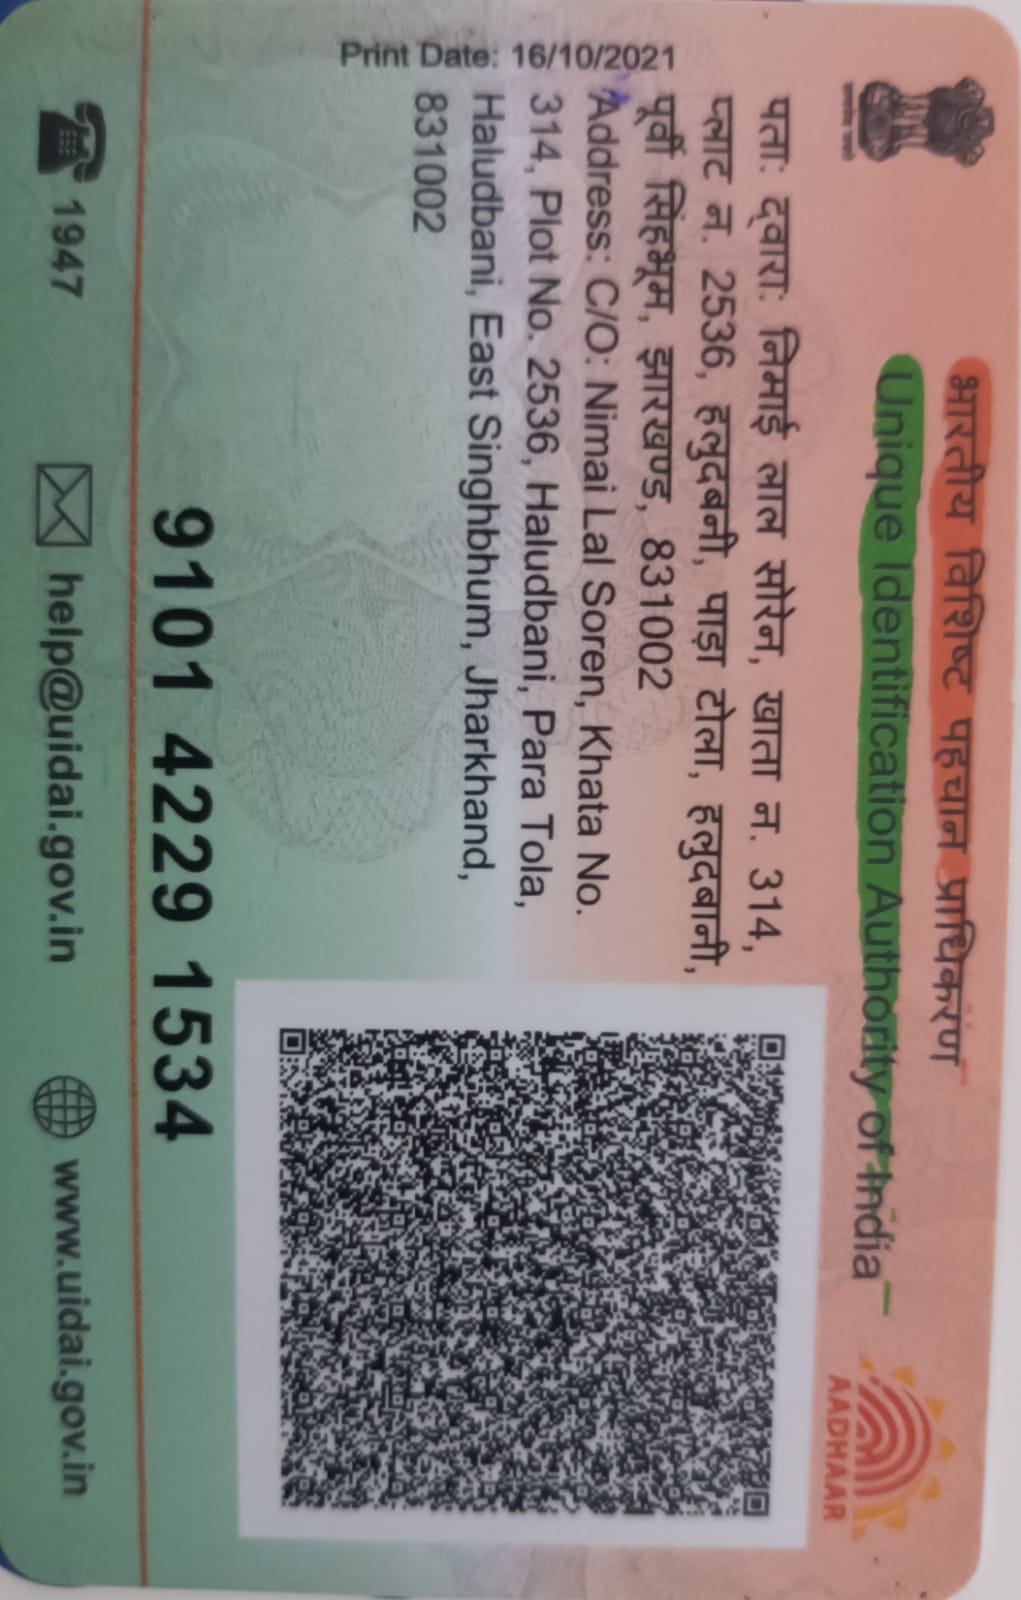 भारतीय विशिष्ट पहचान प्राधिकरण
Unique Identification Authority of India
AADHAAR
पता: द्वारा: निमाई लाल सोरेन, खाता न. 314,
प्लाट न. 2536, हलुदबनी, पाड़ा टोला, हलुदबानी,
पूर्वी सिंहभूम, झारखण्ड, 831002
Address: C/O: Nimai Lal Soren, Khata No.
314, Plot No. 2536, Haludbani, Para Tola,
Haludbani, East Singhbhum, Jharkhand,
831002
Print Date: 16/10/2021
9101 4229 1534
1947
help@uidai.gov.in
www.uidai.gov.in